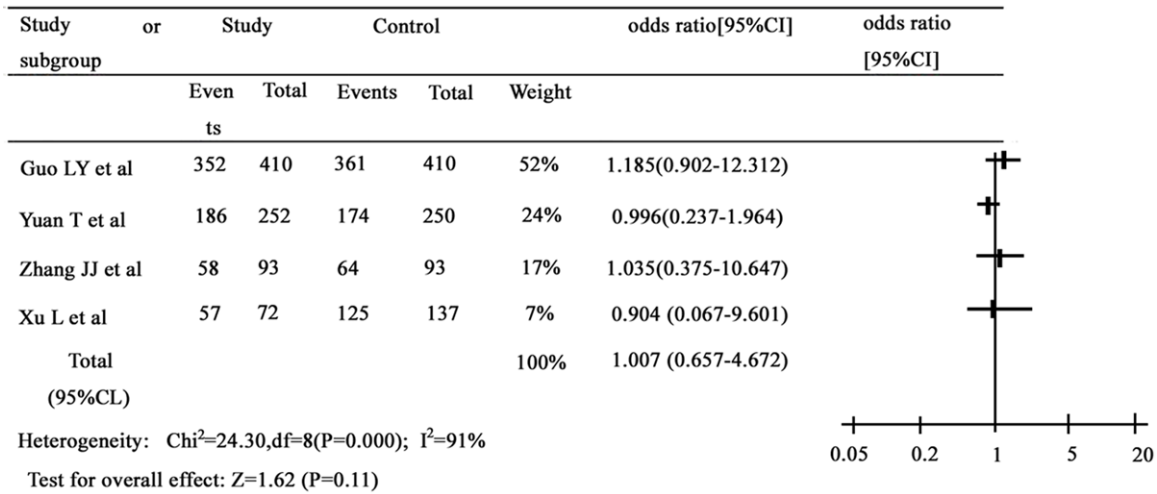 Study or Study Control odds ratio[95%CI] odds ratio
subgroup [95%CI]
Even Total Events Total Weight
ts
Guo LY et al 352 410 361 410 52% 1.185(0.902-12.312)
Yuan T et al 186 252 174 250 24% 0.996(0.237-1.964)
Zhang JJ et al 58 93 64 93 17% 1.035(0.375-10.647)
Xu L et al 57 72 125 137 7% 0.904 (0.067-9.601)
Total 100% 1.007 (0.657-4.672)
(95%CL)
Heterogeneity: Chi²=24.30,df=8(P=0.000); I²=91%
0.05 0.2 1 5 20
Test for overall effect: Z=1.62 (P=0.11)